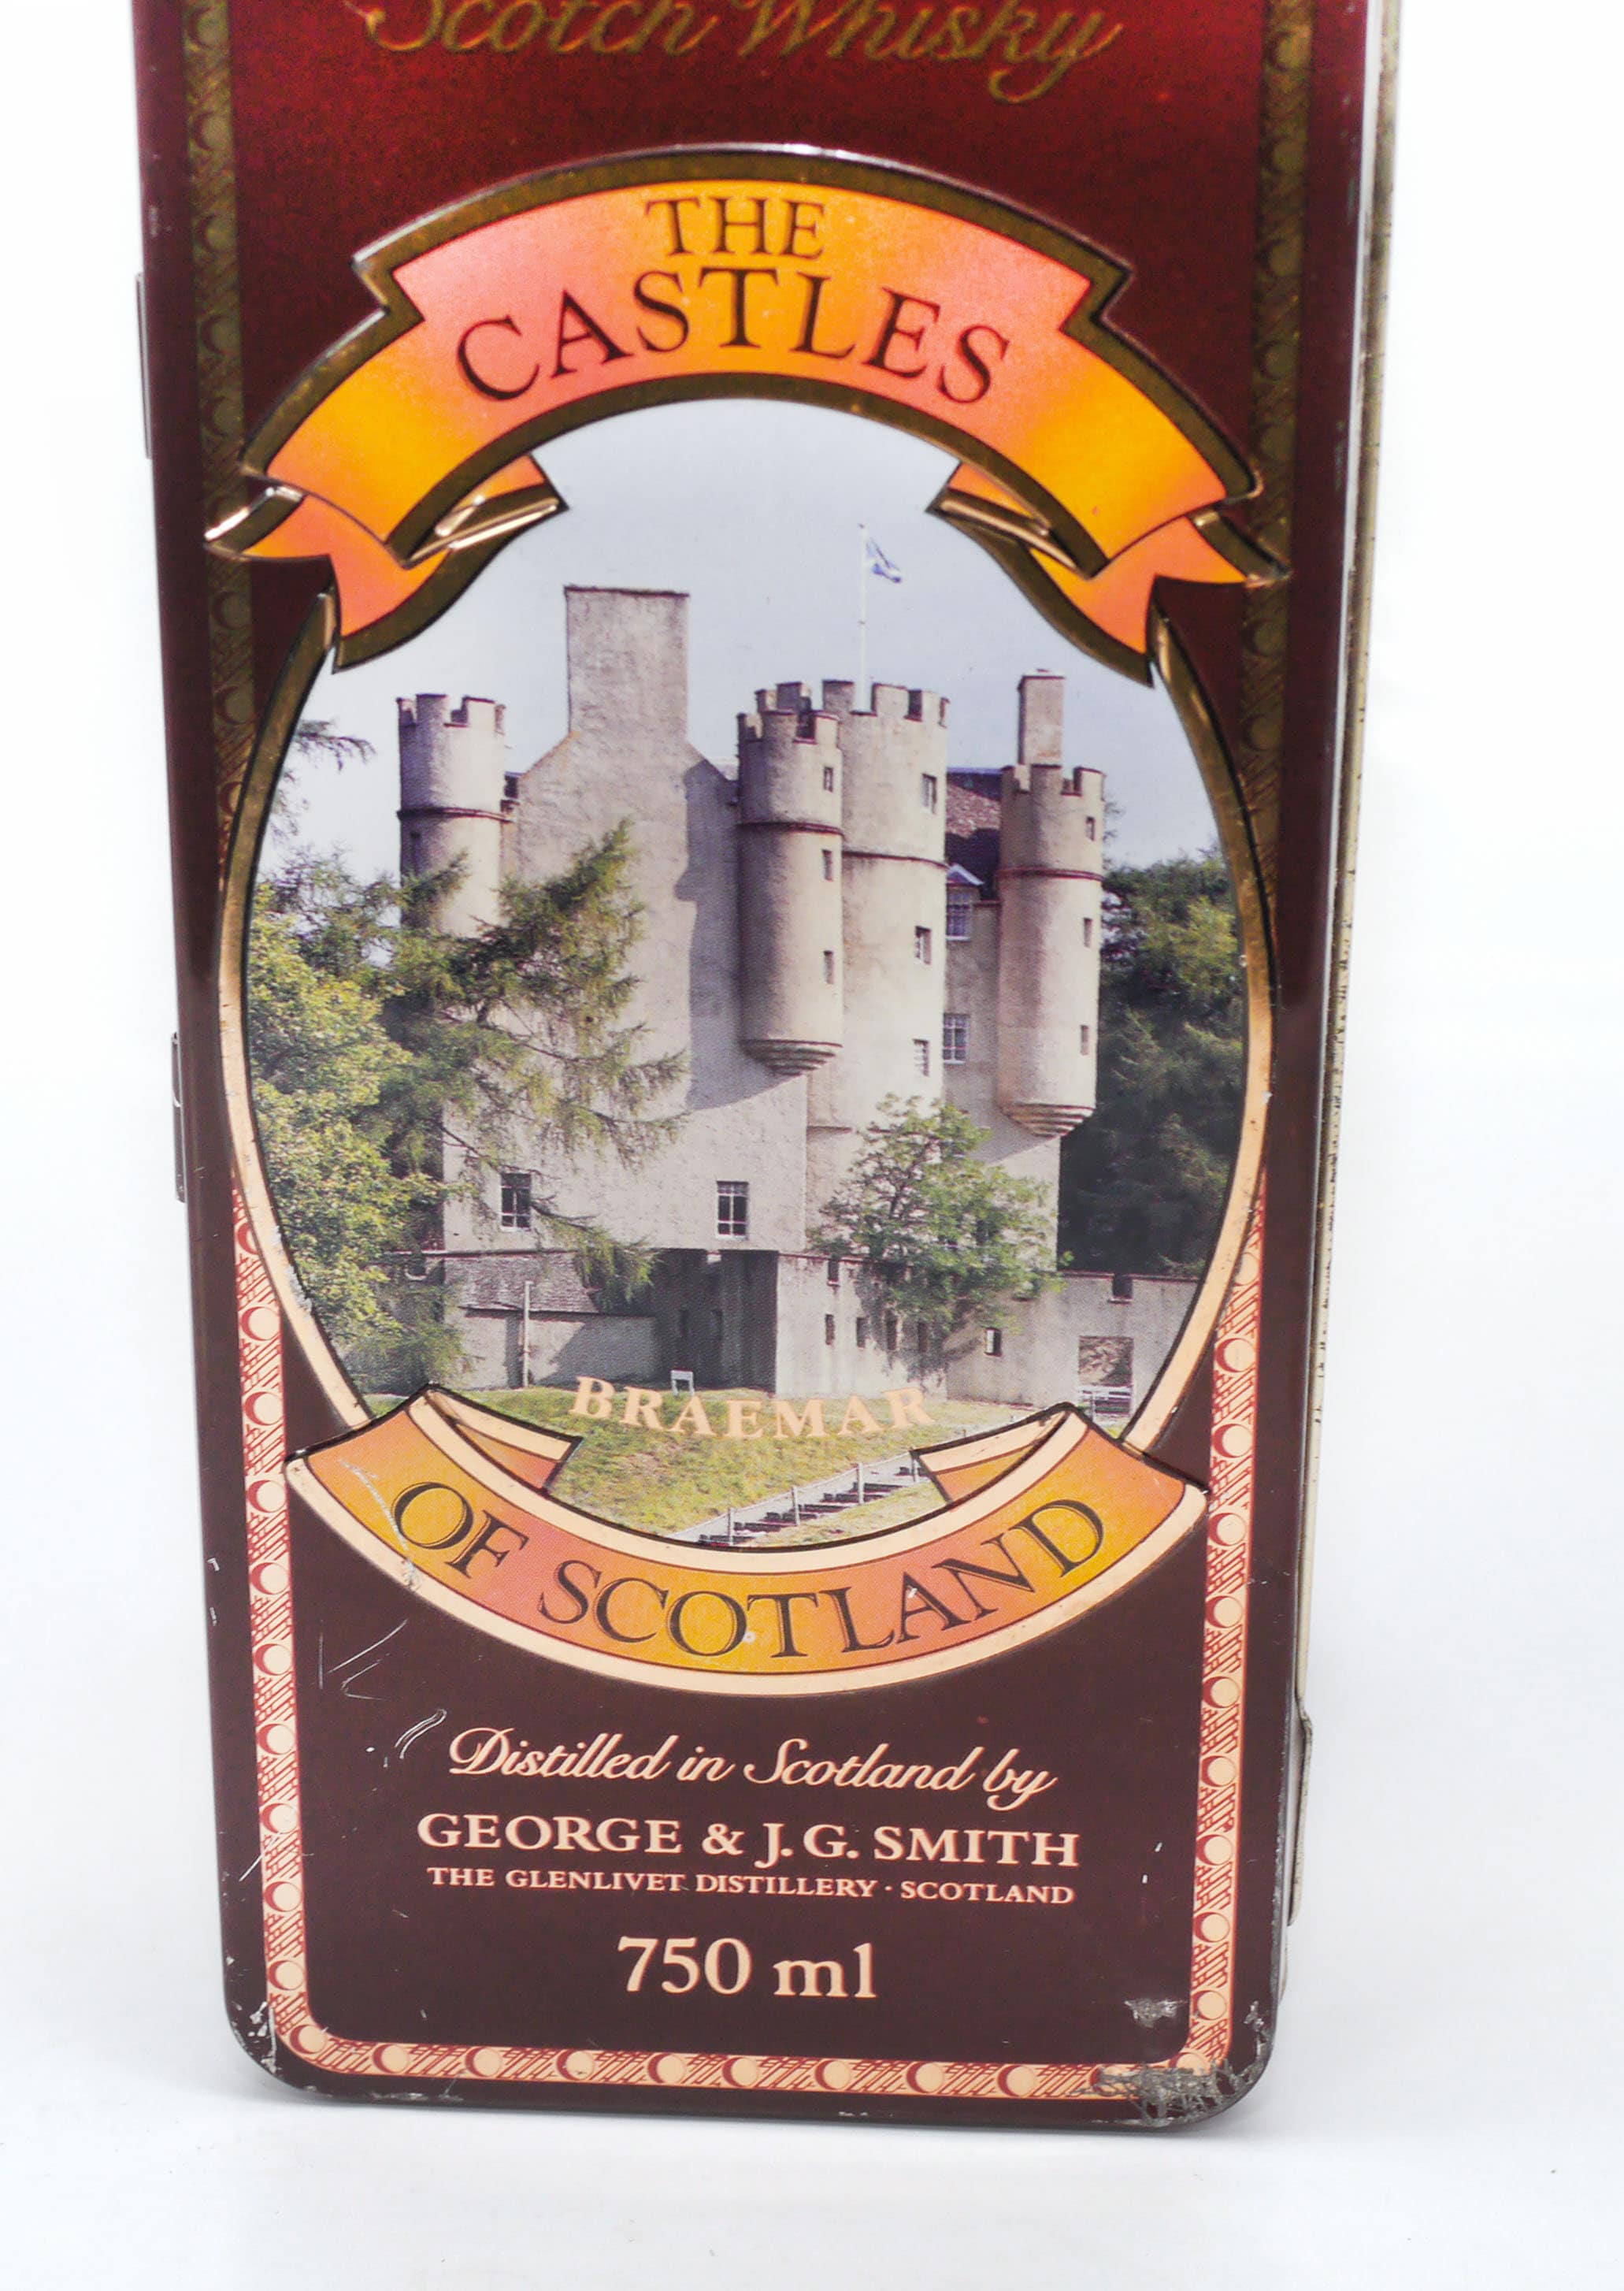 Scotch Whisky
THE
CASTLES
BRAEMAR
OF SCOTLAND
Distilled in Scotland by
GEORGE & J. G. SMITH
THE GLENLIVET DISTILLERY · SCOTLAND
750 ml